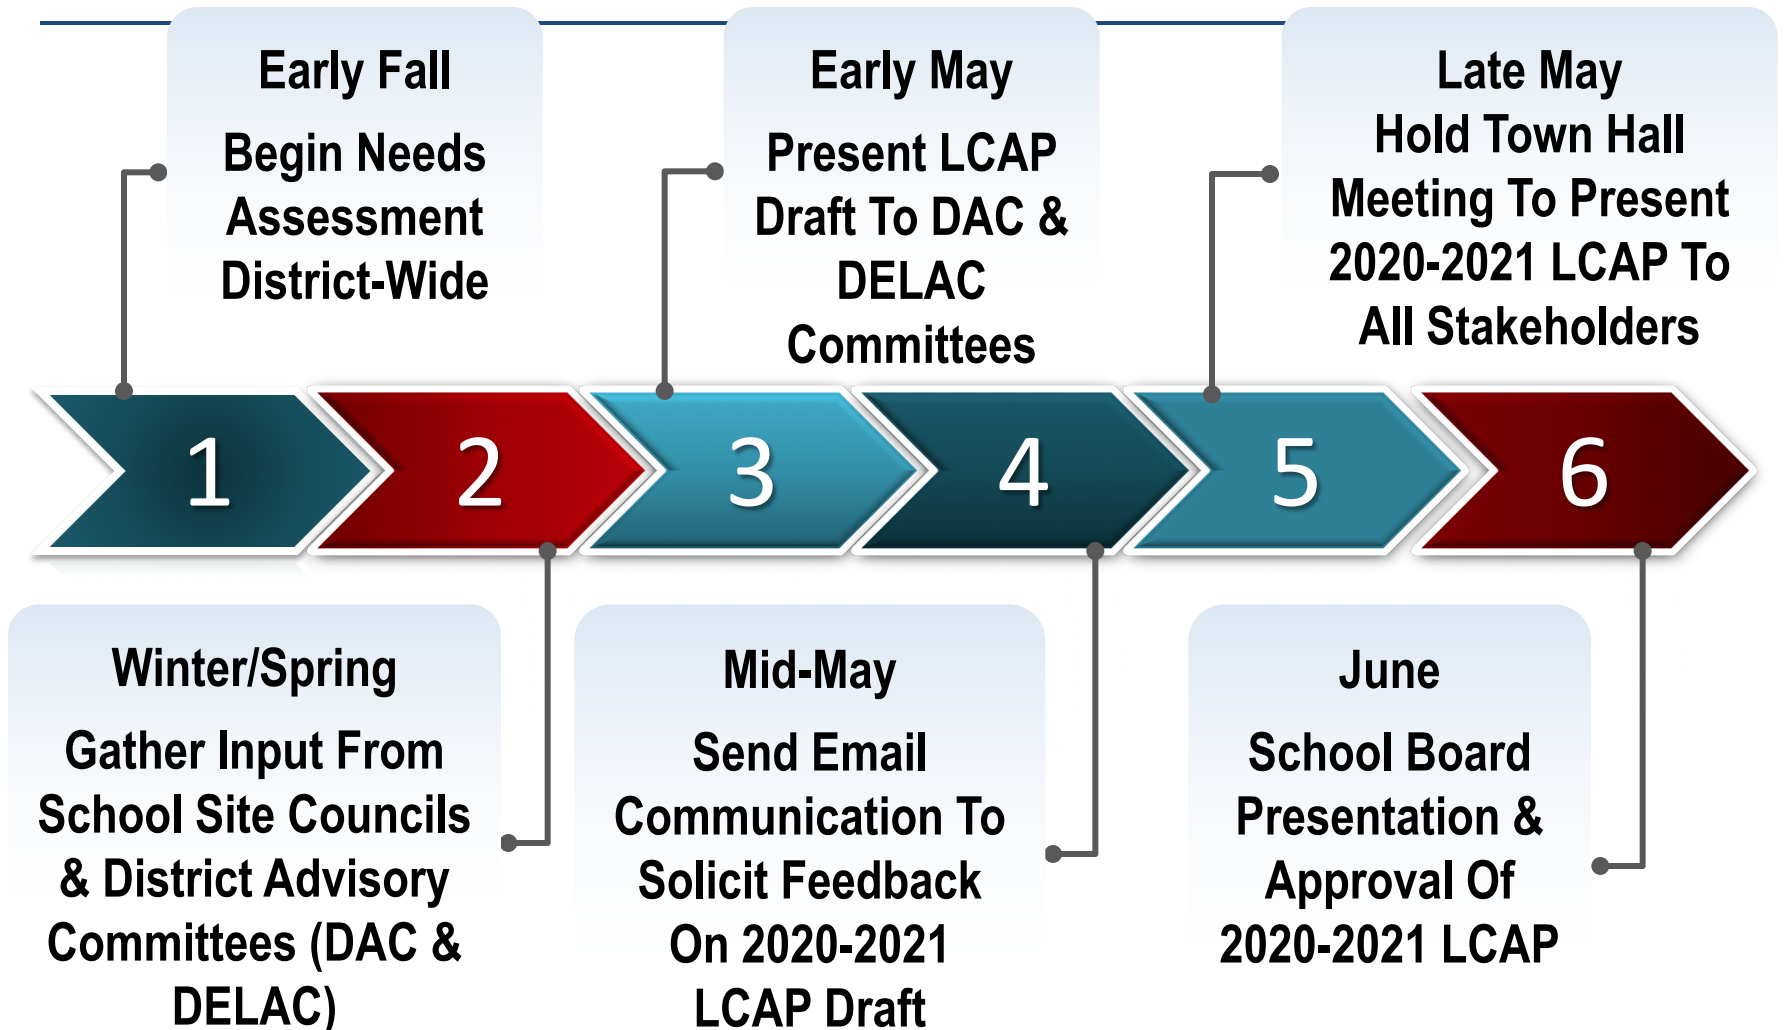 Early Fall
Begin Needs
Assessment
District-Wide
Early May
Present LCAP
Draft To DAC &
DELAC
Committees
Late May
Hold Town Hall
Meeting To Present
2020-2021 LCAP To
All Stakeholders
1
2
3
4
5
6
Winter/Spring
Gather Input From
School Site Councils
& District Advisory
Committees (DAC &
DELAC)
Mid-May
Send Email
Communication To
Solicit Feedback
On 2020-2021
LCAP Draft
June
School Board
Presentation &
Approval Of
2020-2021 LCAP